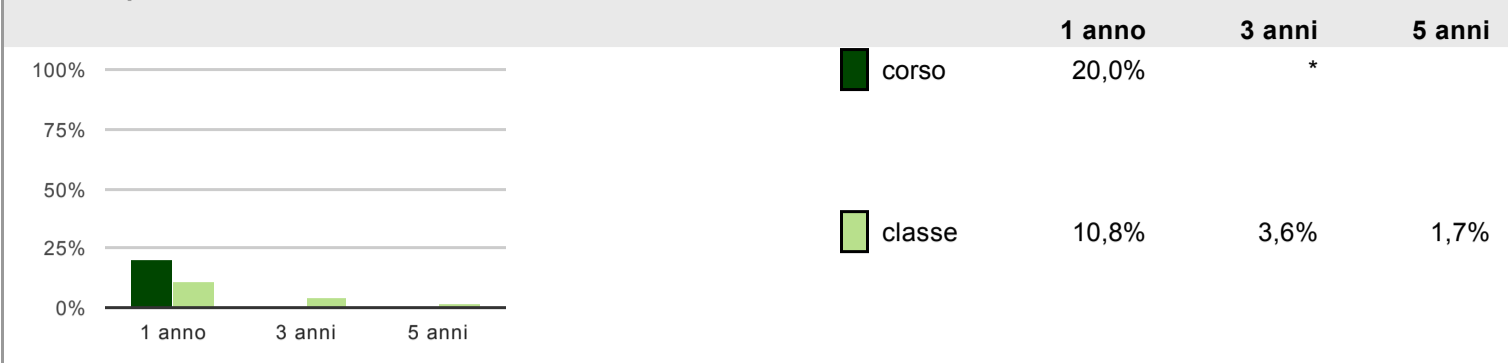 1 anno 3 anni 5 anni
100%
75%
50%
25%
0%
1 anno 3 anni 5 anni
corso 20,0% *
classe 10,8% 3,6% 1,7%